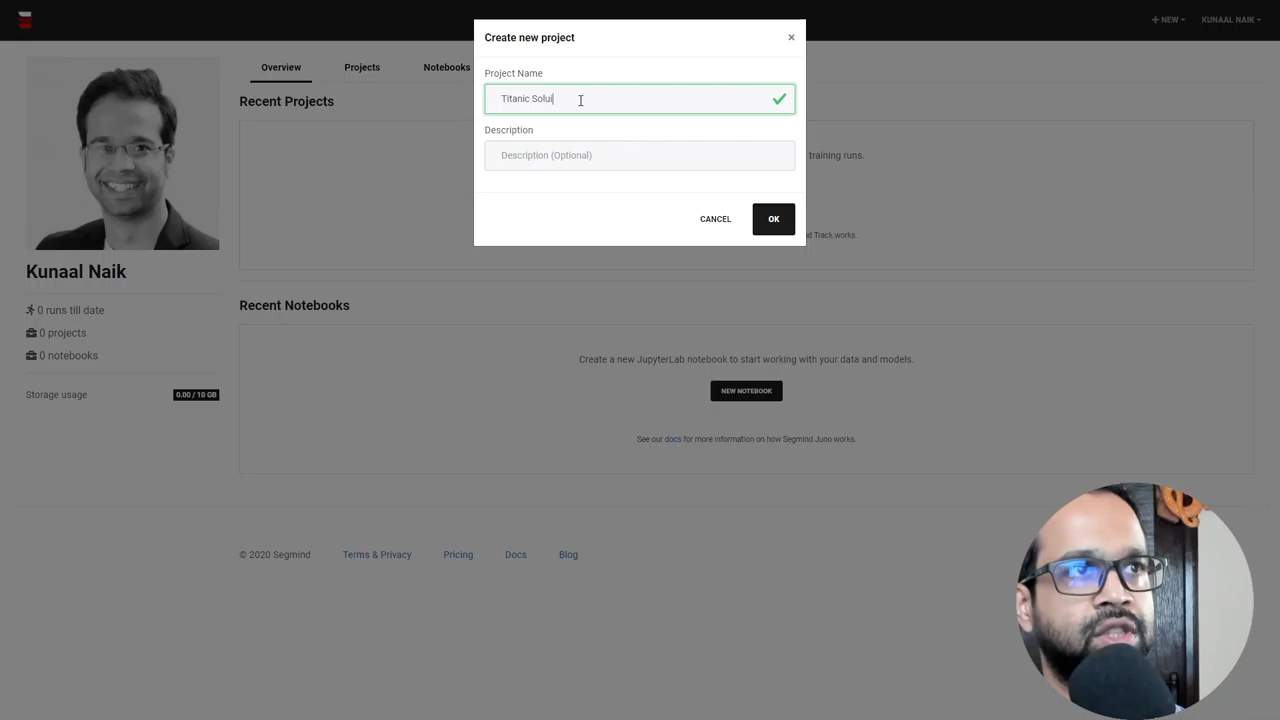 + NEW
KUNAAL NAIK
Create new project
×
Project Name
Titanic Solui
Description
Description (Optional)
CANCEL
OK
Overview
Projects
Notebooks
Recent Projects
training runs.
d Track works.
Kunaal Naik
0 runs till date
0 projects
0 notebooks
Storage usage
0.00 / 10 GB
Recent Notebooks
Create a new JupyterLab notebook to start working with your data and models.
NEW NOTEBOOK
See our docs for more information on how Segmind Juno works.
© 2020 Segmind
Terms & Privacy
Pricing
Docs
Blog